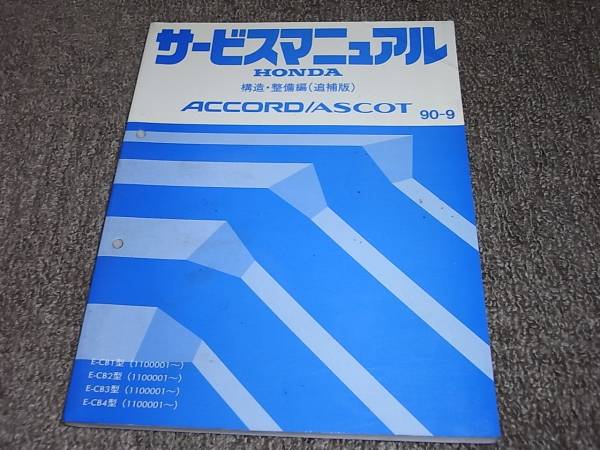 サービスマニュアル
HONDA
構造・整備編(追補版)
ACCORD/ASCOT 90-9
E-CB1型 (1100001〜)
E-CB2型 (1100001〜)
E-CB3型 (1100001〜)
E-CB4型 (1100001〜)